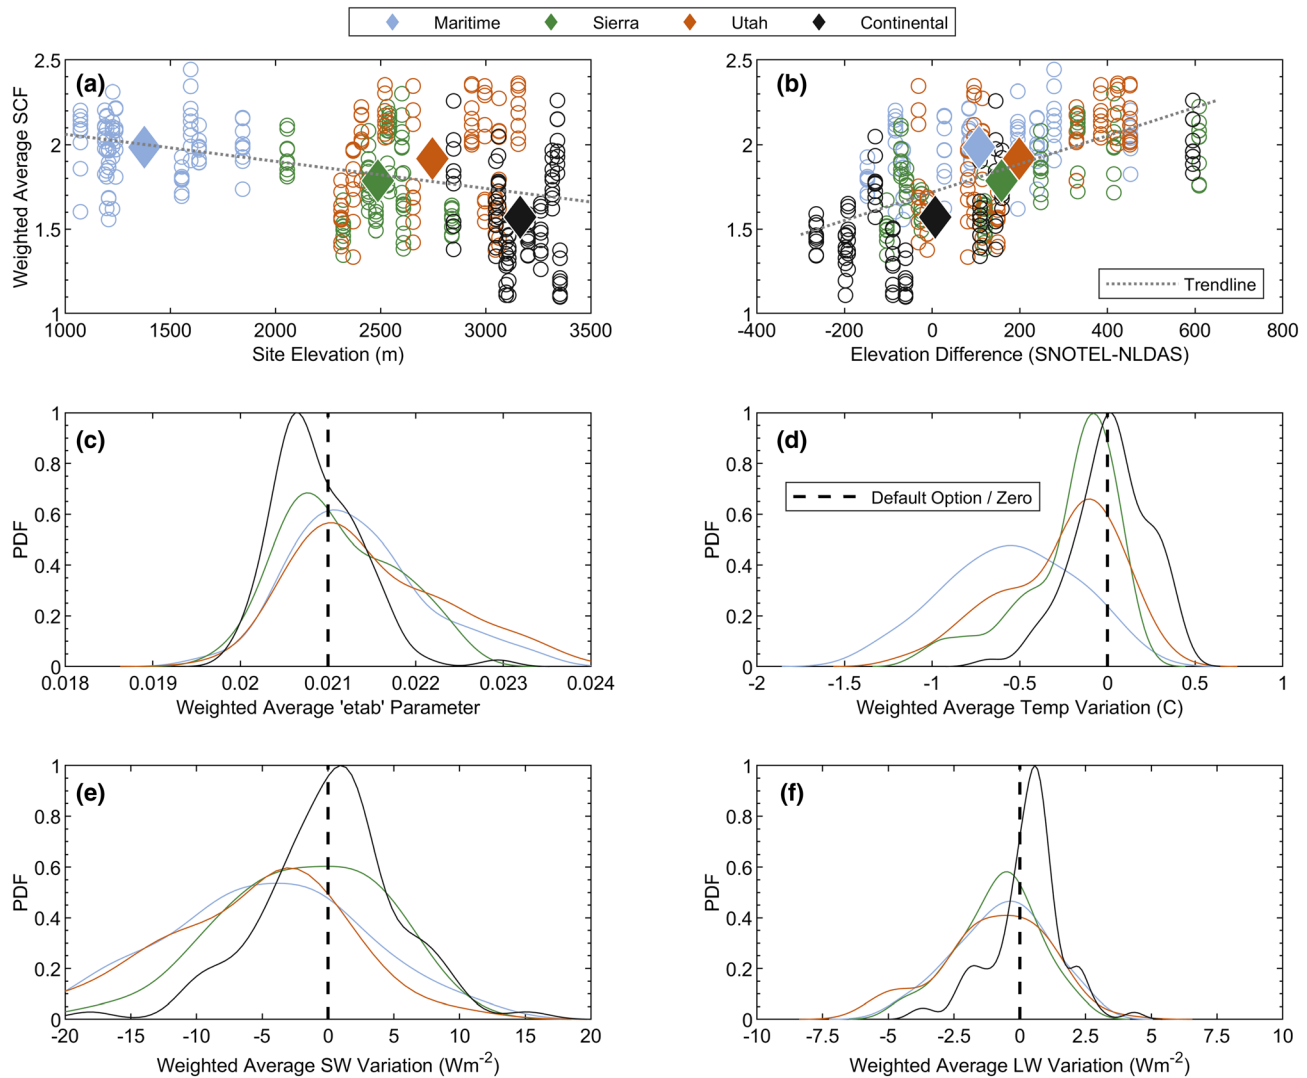 Maritime Sierra Utah Continental
(a)
Weighted Average SCF
2.5
2
1.5
1
1000 1500 2000 2500 3000 3500
Site Elevation (m)
(b)
2.5
2
1.5
1
Trendline
-400 -200 0 200 400 600 800
Elevation Difference (SNOTEL-NLDAS)
(c)
PDF
1
0.8
0.6
0.4
0.2
0
0.018 0.019 0.02 0.021 0.022 0.023 0.024
Weighted Average 'etab' Parameter
(d)
PDF
1
0.8
0.6
0.4
0.2
0
Default Option / Zero
-2 -1.5 -1 -0.5 0 0.5 1
Weighted Average Temp Variation (C)
(e)
PDF
1
0.8
0.6
0.4
0.2
0
-20 -15 -10 -5 0 5 10 15 20
Weighted Average SW Variation (Wm-2)
(f)
PDF
1
0.8
0.6
0.4
0.2
0
-10 -7.5 -5 -2.5 0 2.5 5 7.5 10
Weighted Average LW Variation (Wm-2)